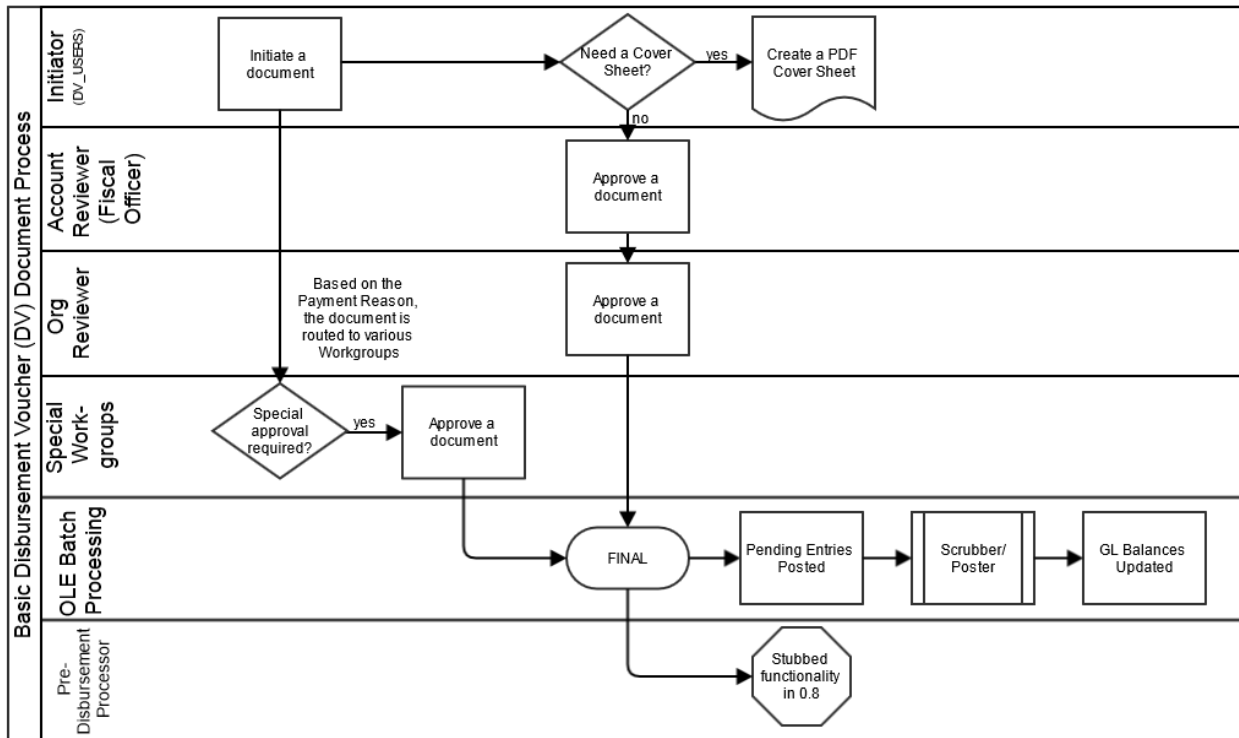 Basic Disbursement Voucher (DV) Document Process
Initiator
(DV_USERS)
Initiate a
document
Need a Cover
Sheet?
yes
Create a PDF
Cover Sheet
no
Account
Reviewer
(Fiscal
Officer)
Approve a
document
Org
Reviewer
Based on the
Payment Reason,
the document is
routed to various
Workgroups
Approve a
document
Special
Work-
groups
Special
approval
required?
yes
Approve a
document
OLE Batch
Processing
FINAL
Pending Entries
Posted
Scrubber/
Poster
GL Balances
Updated
Pre-
Disbursement
Processor
Stubbed
functionality
in 0.8